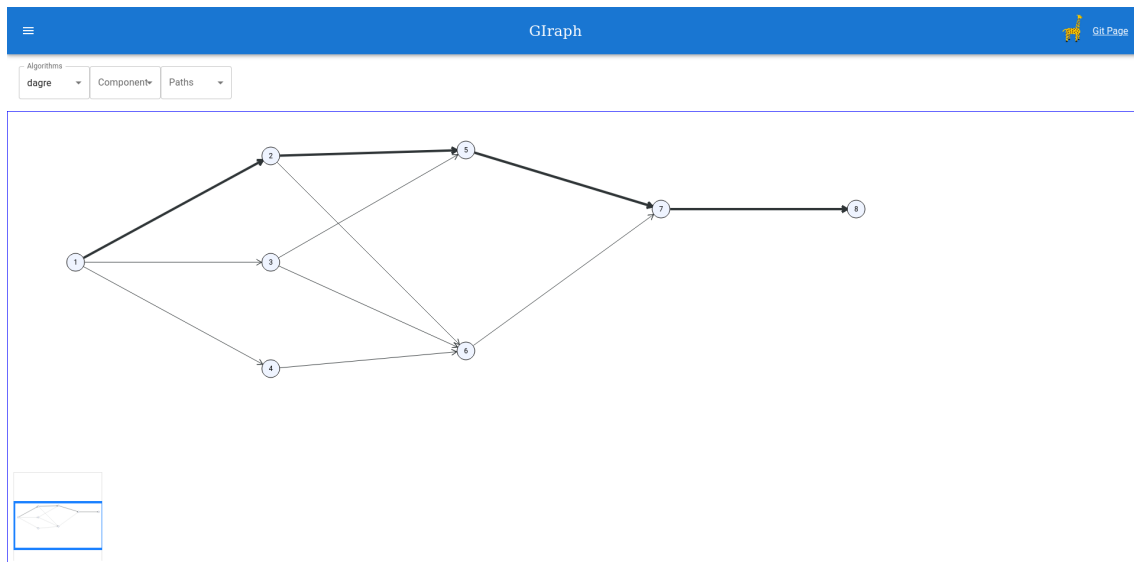 GIraph
Git Page
Algorithms
dagre
Component
Paths
2
5
7
8
1
3
6
4